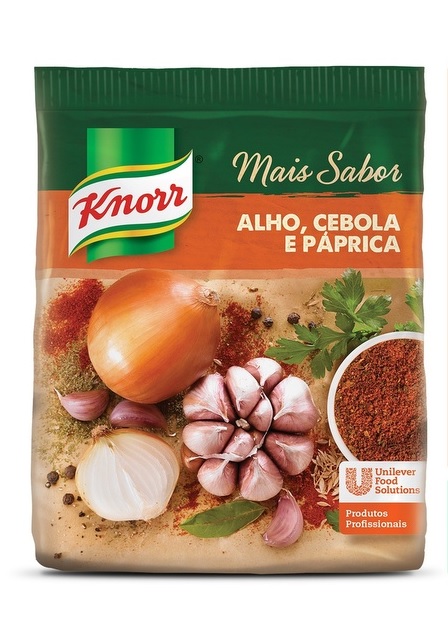 Knorr
®
Mais Sabor
ALHO, CEBOLA
E PÁPRICA
Unilever
Food
Solutions
Produtos
Profissionais